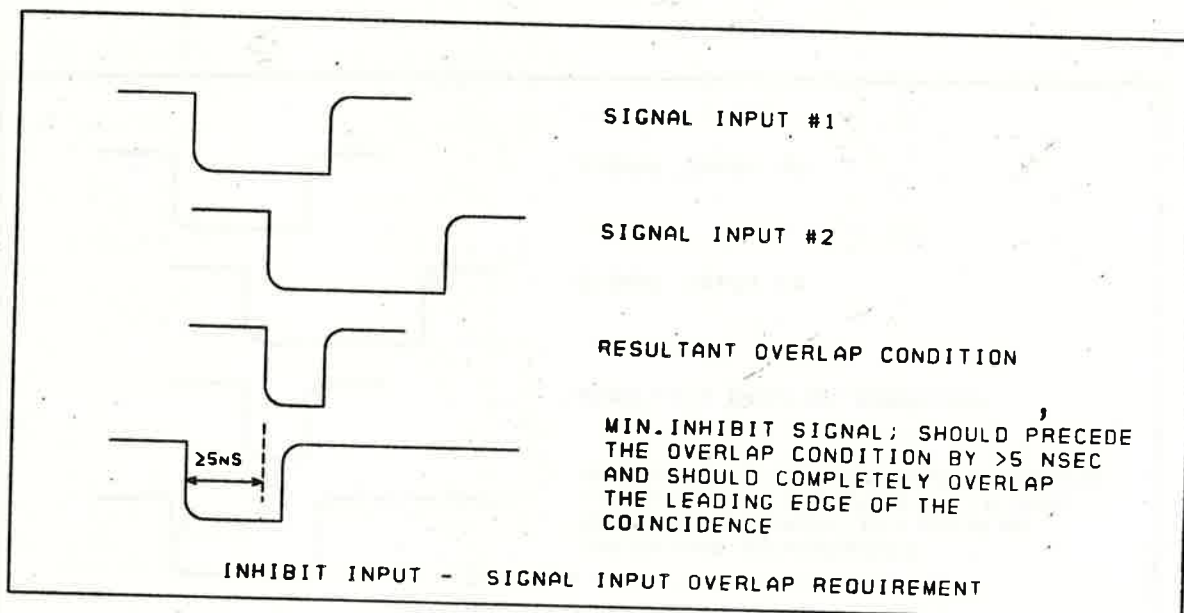 SIGNAL INPUT #1
SIGNAL INPUT #2
RESULTANT OVERLAP CONDITION
MIN.INHIBIT SIGNAL; SHOULD PRECEDE
THE OVERLAP CONDITION BY >5 NSEC
AND SHOULD COMPLETELY OVERLAP
THE LEADING EDGE OF THE
COINCIDENCE
≥5NS
INHIBIT INPUT - SIGNAL INPUT OVERLAP REQUIREMENT